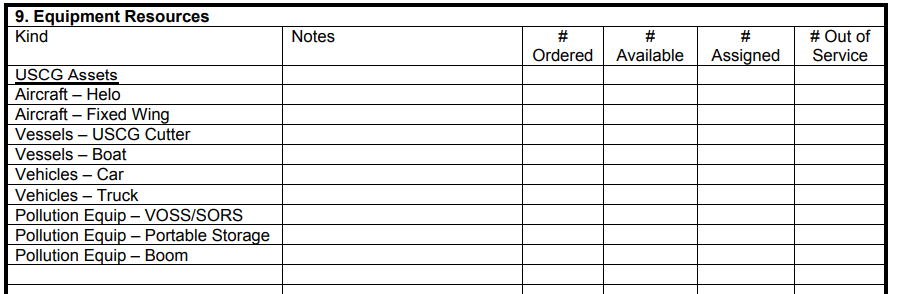 9. Equipment Resources
Kind Notes # Ordered # Available # Assigned # Out of Service
USCG Assets
Aircraft – Helo
Aircraft – Fixed Wing
Vessels – USCG Cutter
Vessels – Boat
Vehicles – Car
Vehicles – Truck
Pollution Equip – VOSS/SORS
Pollution Equip – Portable Storage
Pollution Equip – Boom